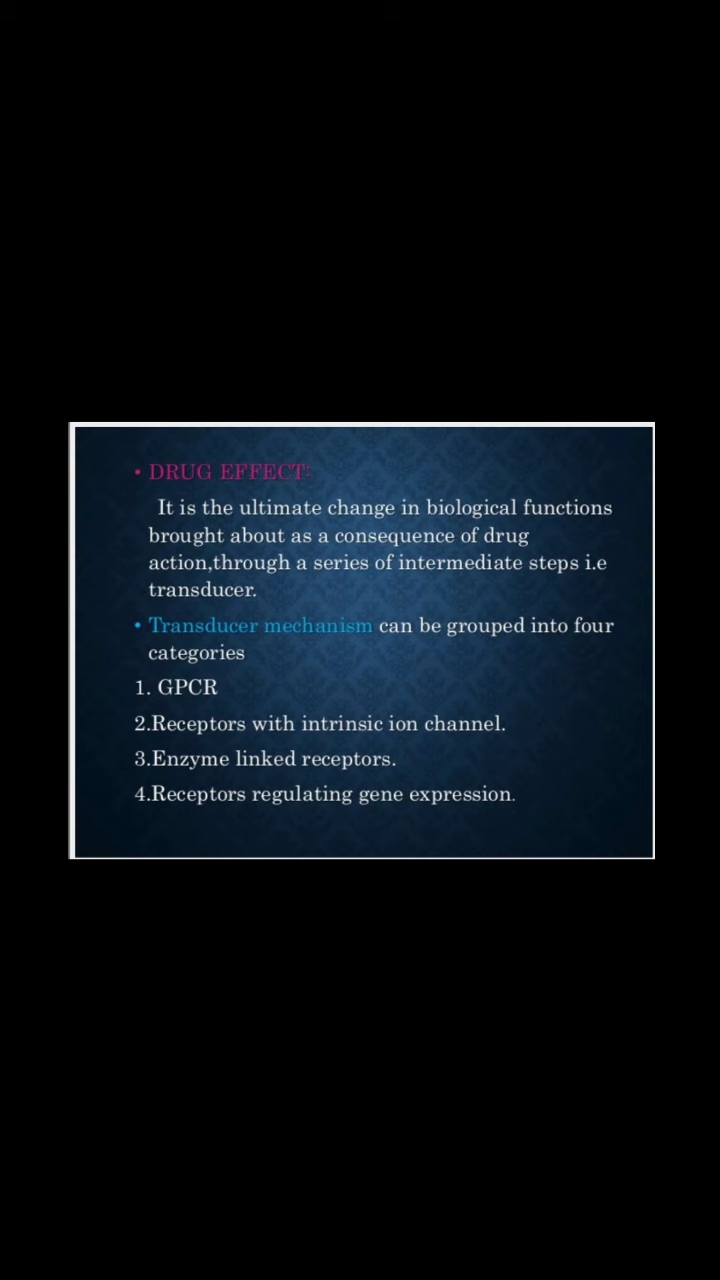 • DRUG EFFECT:
It is the ultimate change in biological functions
brought about as a consequence of drug
action,through a series of intermediate steps i.e
transducer.
• Transducer mechanism can be grouped into four
categories
1. GPCR
2.Receptors with intrinsic ion channel.
3.Enzyme linked receptors.
4.Receptors regulating gene expression.